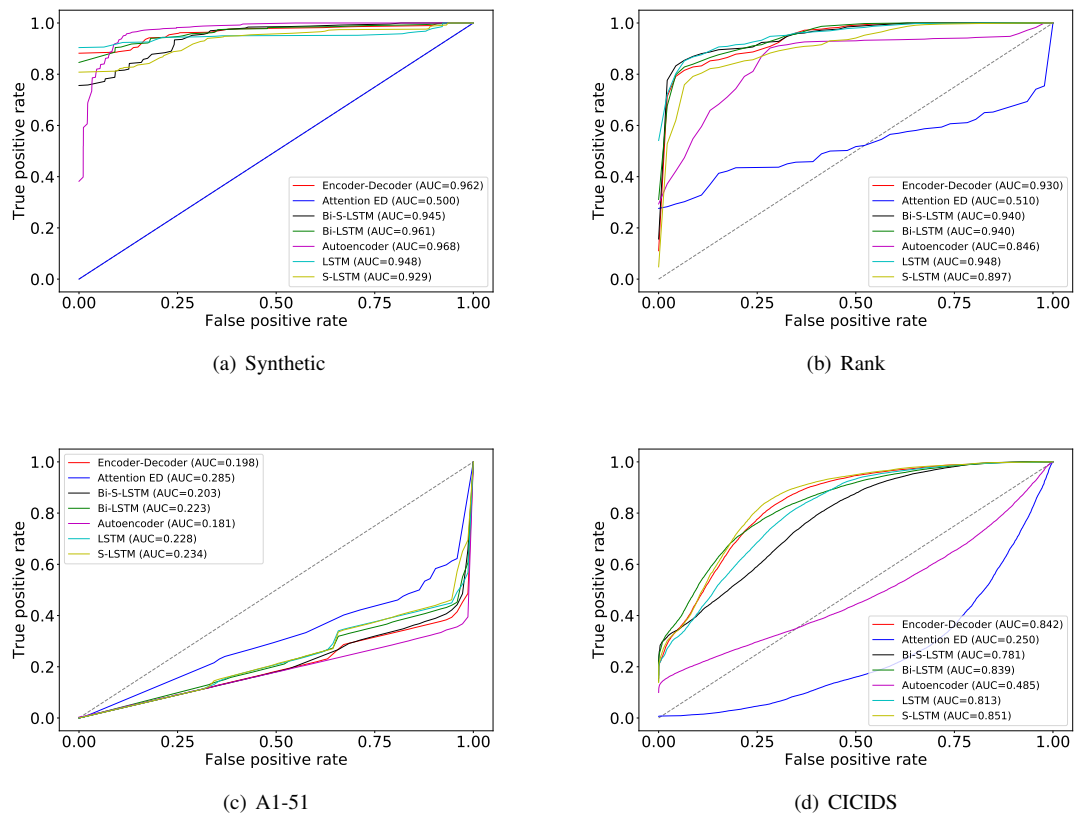 1.0
0.8
0.6
0.4
0.2
0.0
True positive rate
Encoder-Decoder (AUC=0.962)
Attention ED (AUC=0.500)
Bi-S-LSTM (AUC=0.945)
Bi-LSTM (AUC=0.961)
Autoencoder (AUC=0.968)
LSTM (AUC=0.948)
S-LSTM (AUC=0.929)
0.00 0.25 0.50 0.75 1.00
False positive rate
(a) Synthetic
1.0
0.8
0.6
0.4
0.2
0.0
True positive rate
Encoder-Decoder (AUC=0.930)
Attention ED (AUC=0.510)
Bi-S-LSTM (AUC=0.940)
Bi-LSTM (AUC=0.940)
Autoencoder (AUC=0.846)
LSTM (AUC=0.948)
S-LSTM (AUC=0.897)
0.00 0.25 0.50 0.75 1.00
False positive rate
(b) Rank
1.0
0.8
0.6
0.4
0.2
0.0
True positive rate
Encoder-Decoder (AUC=0.198)
Attention ED (AUC=0.285)
Bi-S-LSTM (AUC=0.203)
Bi-LSTM (AUC=0.223)
Autoencoder (AUC=0.181)
LSTM (AUC=0.228)
S-LSTM (AUC=0.234)
0.00 0.25 0.50 0.75 1.00
False positive rate
(c) A1-51
1.0
0.8
0.6
0.4
0.2
0.0
True positive rate
Encoder-Decoder (AUC=0.842)
Attention ED (AUC=0.250)
Bi-S-LSTM (AUC=0.781)
Bi-LSTM (AUC=0.839)
Autoencoder (AUC=0.485)
LSTM (AUC=0.813)
S-LSTM (AUC=0.851)
0.00 0.25 0.50 0.75 1.00
False positive rate
(d) CICIDS